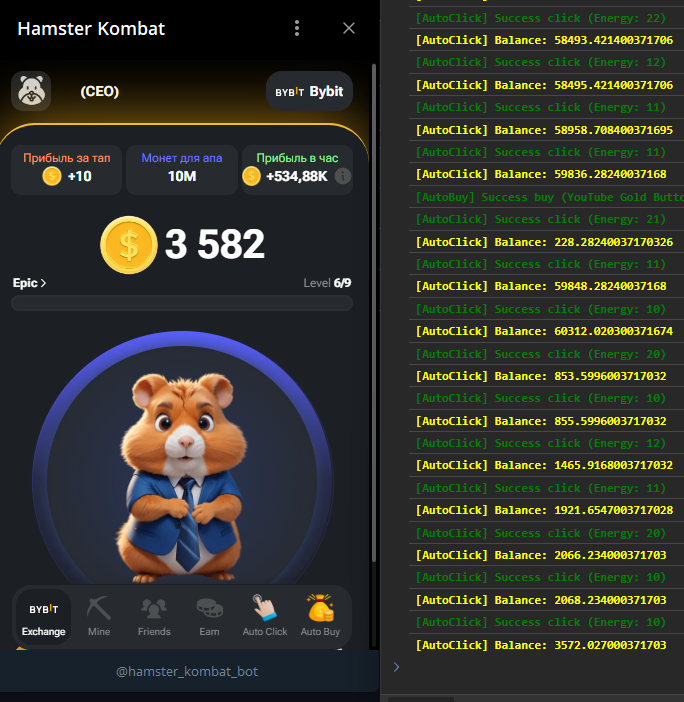 Hamster Kombat
(CEO)
BYBIT Bybit
Прибыль за тап
+10
Монет для апа
10M
Прибыль в час
+534,88K
3 582
Epic >
Level 6/9
BYBIT
Exchange
Mine
Friends
Earn
Auto Click
Auto Buy
@hamster_kombat_bot
[AutoClick] Success click (Energy: 22)
[AutoClick] Balance: 58493.421400371706
[AutoClick] Success click (Energy: 12)
[AutoClick] Balance: 58495.421400371706
[AutoClick] Success click (Energy: 11)
[AutoClick] Balance: 58958.708400371695
[AutoClick] Success click (Energy: 11)
[AutoClick] Balance: 59836.28240037168
[AutoBuy] Success buy (YouTube Gold Butto
[AutoClick] Success click (Energy: 21)
[AutoClick] Balance: 228.28240037170326
[AutoClick] Success click (Energy: 11)
[AutoClick] Balance: 59848.28240037168
[AutoClick] Success click (Energy: 10)
[AutoClick] Balance: 60312.020300371674
[AutoClick] Success click (Energy: 20)
[AutoClick] Balance: 853.5996003717032
[AutoClick] Success click (Energy: 10)
[AutoClick] Balance: 855.5996003717032
[AutoClick] Success click (Energy: 12)
[AutoClick] Balance: 1465.9168003717032
[AutoClick] Success click (Energy: 11)
[AutoClick] Balance: 1921.6547003717028
[AutoClick] Success click (Energy: 20)
[AutoClick] Balance: 2066.234000371703
[AutoClick] Success click (Energy: 10)
[AutoClick] Balance: 2068.234000371703
[AutoClick] Success click (Energy: 10)
[AutoClick] Balance: 3572.027000371703